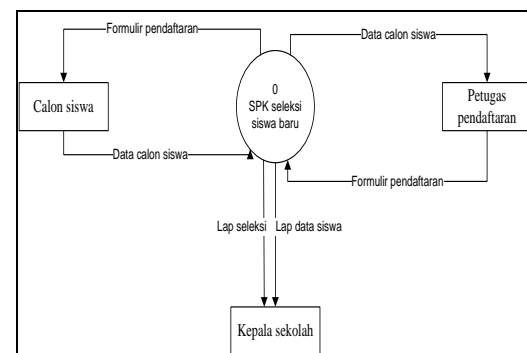 Formulir pendaftaran
Data calon siswa
0
SPK seleksi
siswa baru
Calon siswa
Petugas
pendaftaran
Data calon siswa
Formulir pendaftaran
Lap seleksi
Lap data siswa
Kepala sekolah